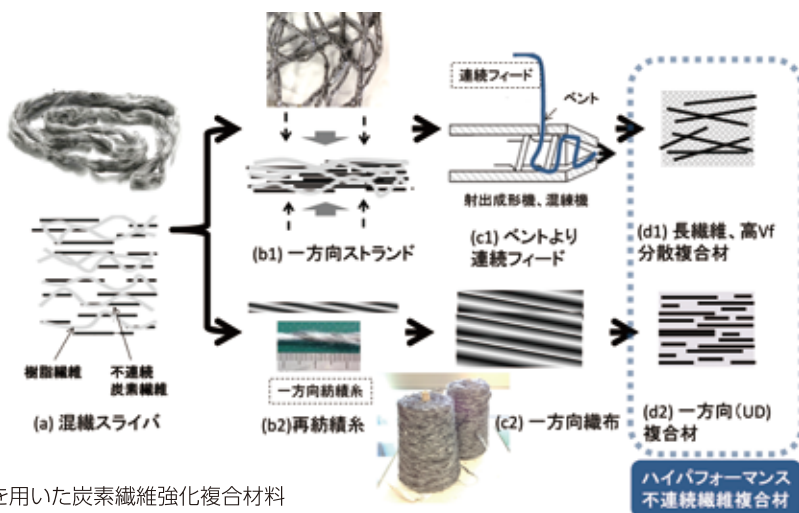 連続フィード
ベント
射出成形機、混練機
(b1) 一方向ストランド
(c1) ベントより
連続フィード
(d1) 長繊維、高Vf
分散複合材
樹脂繊維
不連続
炭素繊維
(a) 混繊スライバ
一方向紡績糸
(b2)再紡績糸
(c2) 一方向織布
(d2) 一方向(UD)
複合材
ハイパフォーマンス
不連続繊維複合材
を用いた炭素繊維強化複合材料